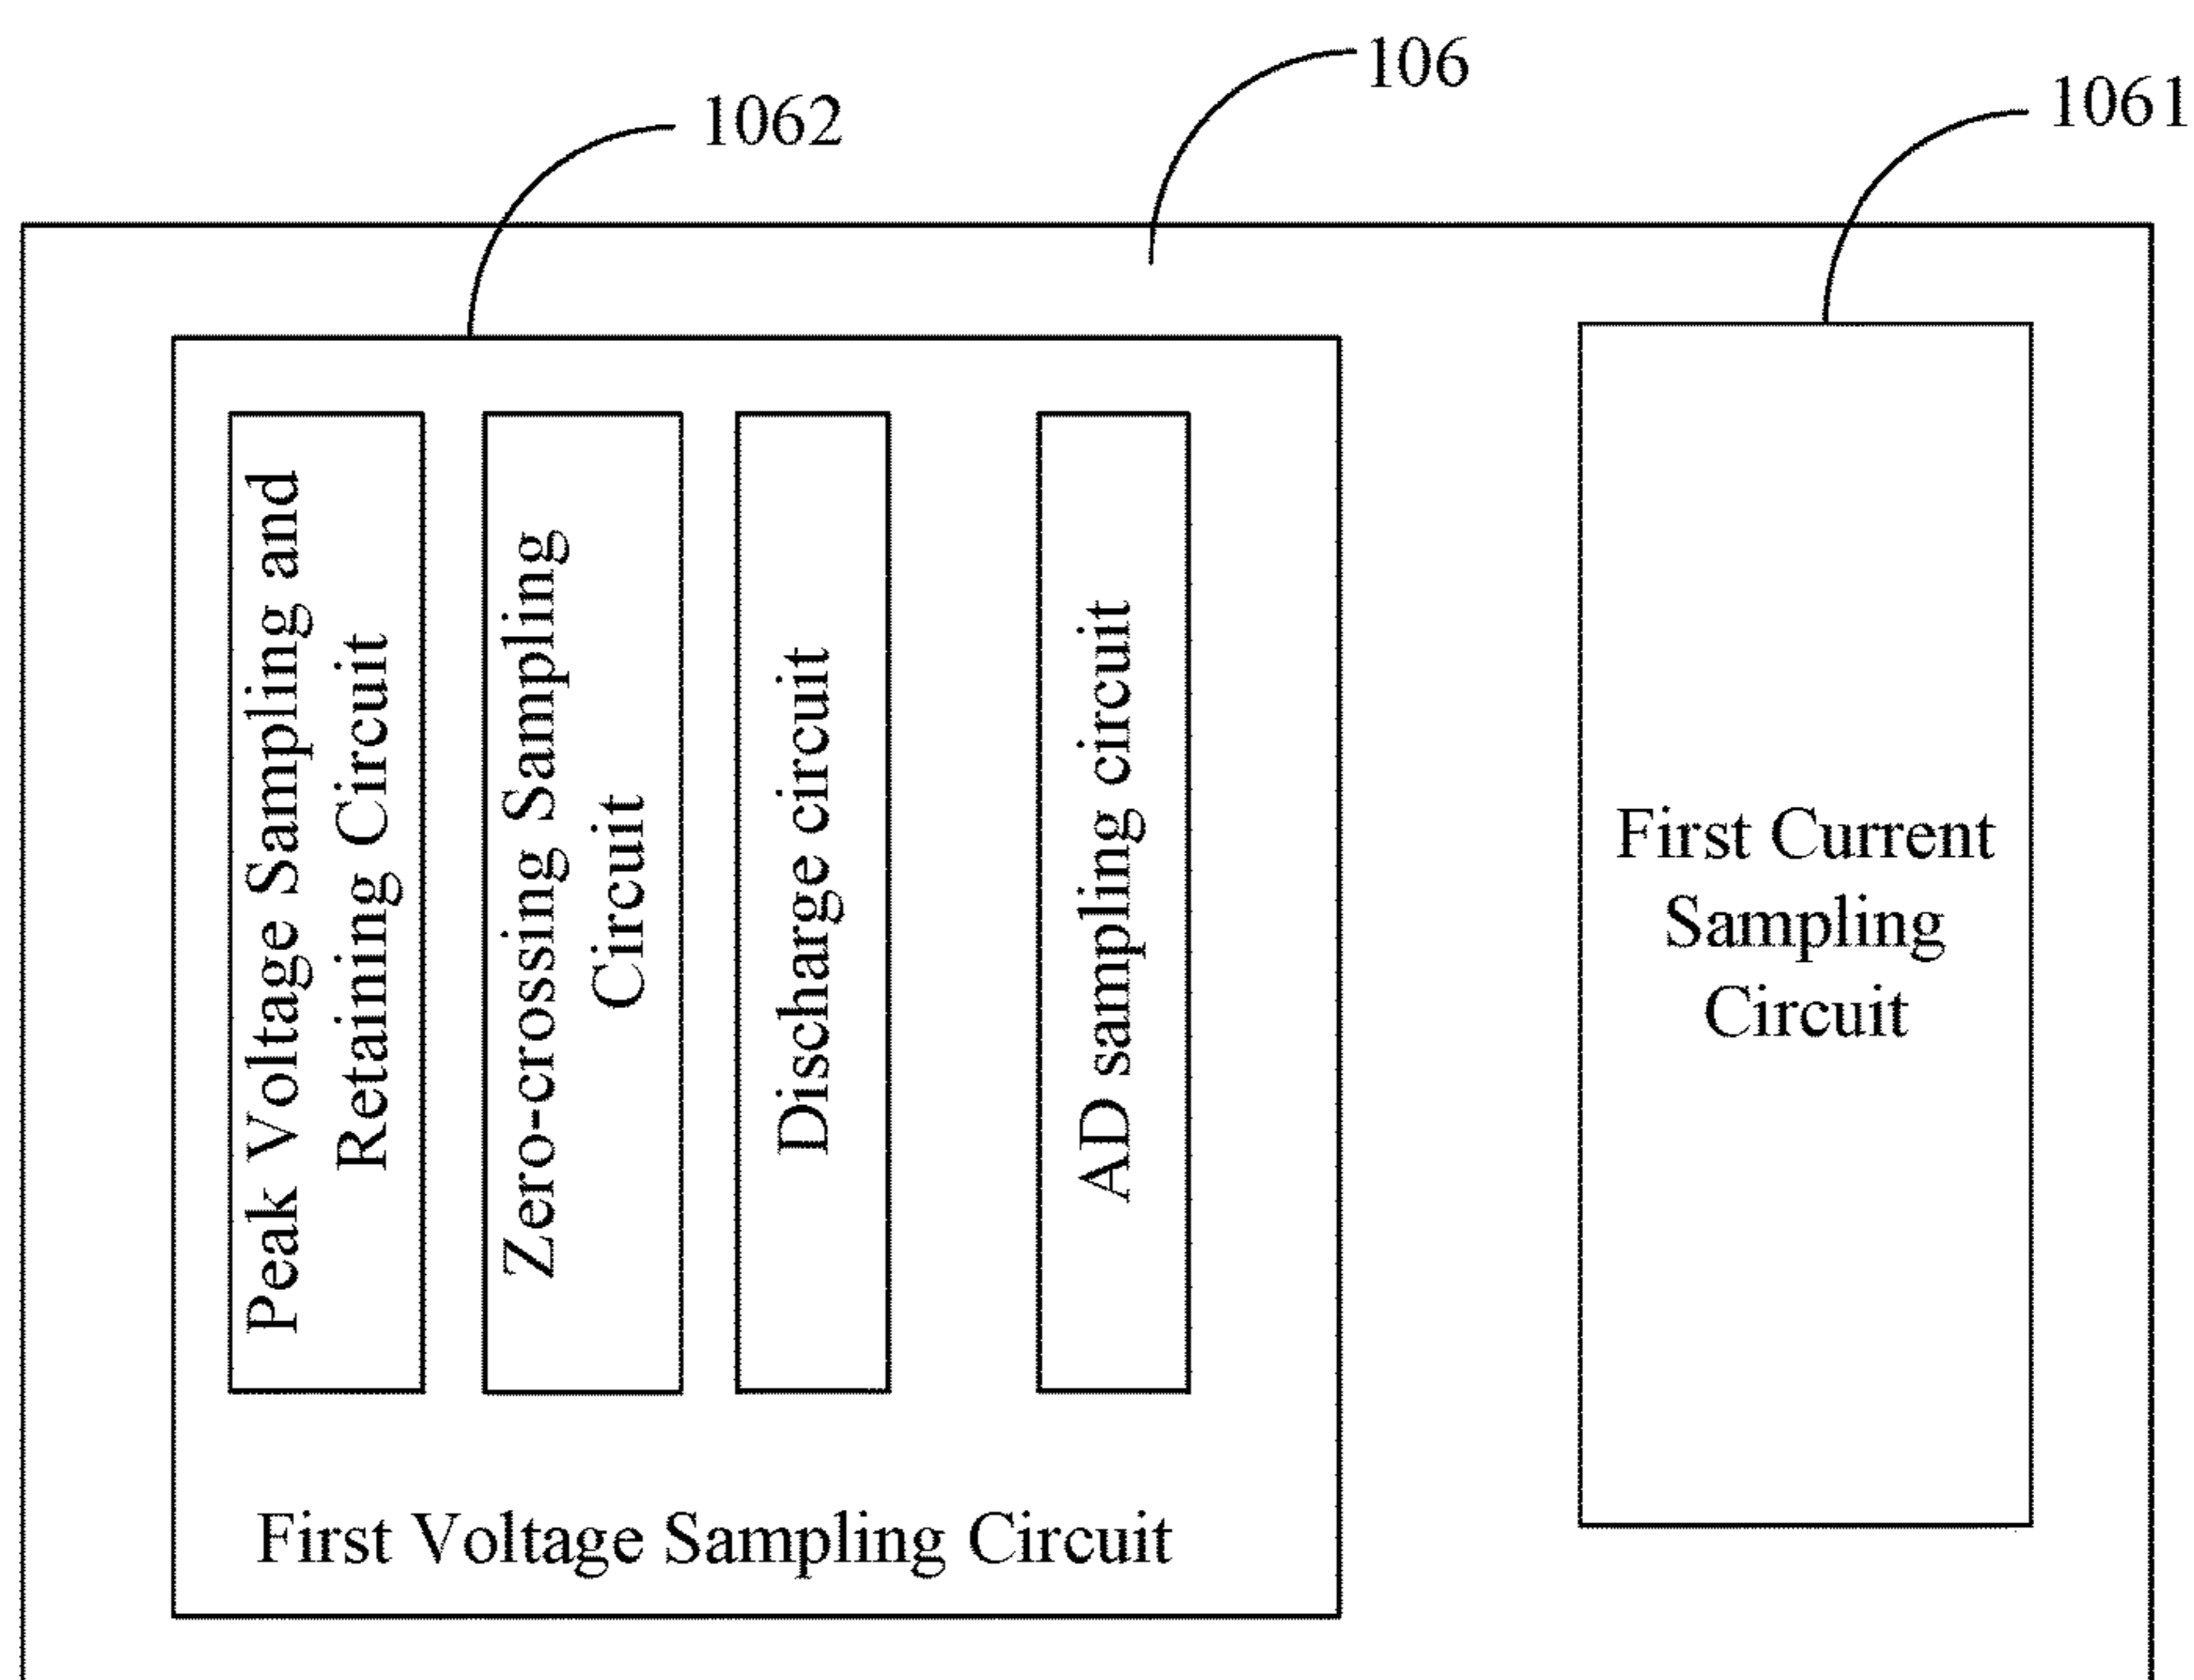 106
1061
1062
Peak Voltage Sampling and
Retaining Circuit
Zero-crossing Sampling
Circuit
Discharge circuit
AD sampling circuit
First Current
Sampling
Circuit
First Voltage Sampling Circuit